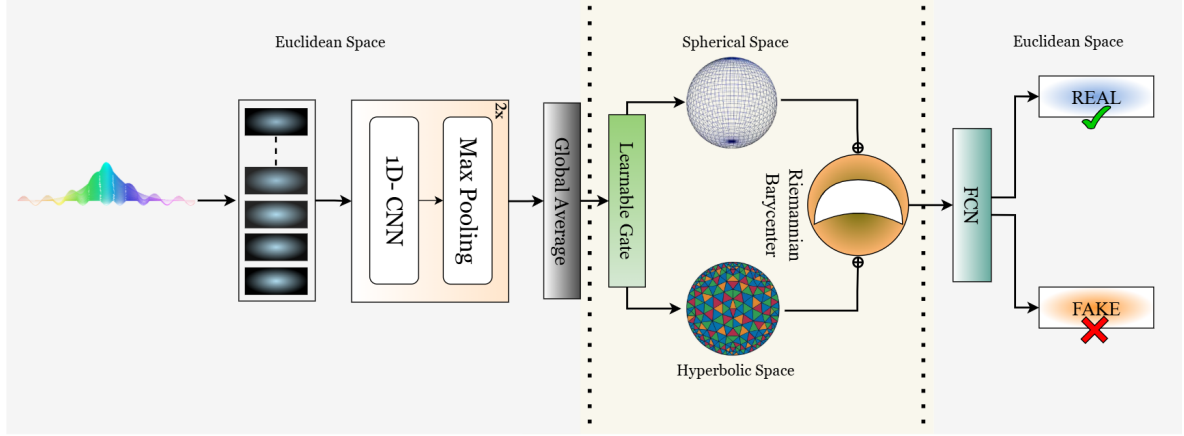 Euclidean Space
Spherical Space
Euclidean Space
2x
1D- CNN
Max Pooling
Global Average
Learnable Gate
Riemannian
Barycenter
Hyperbolic Space
FCN
REAL
FAKE